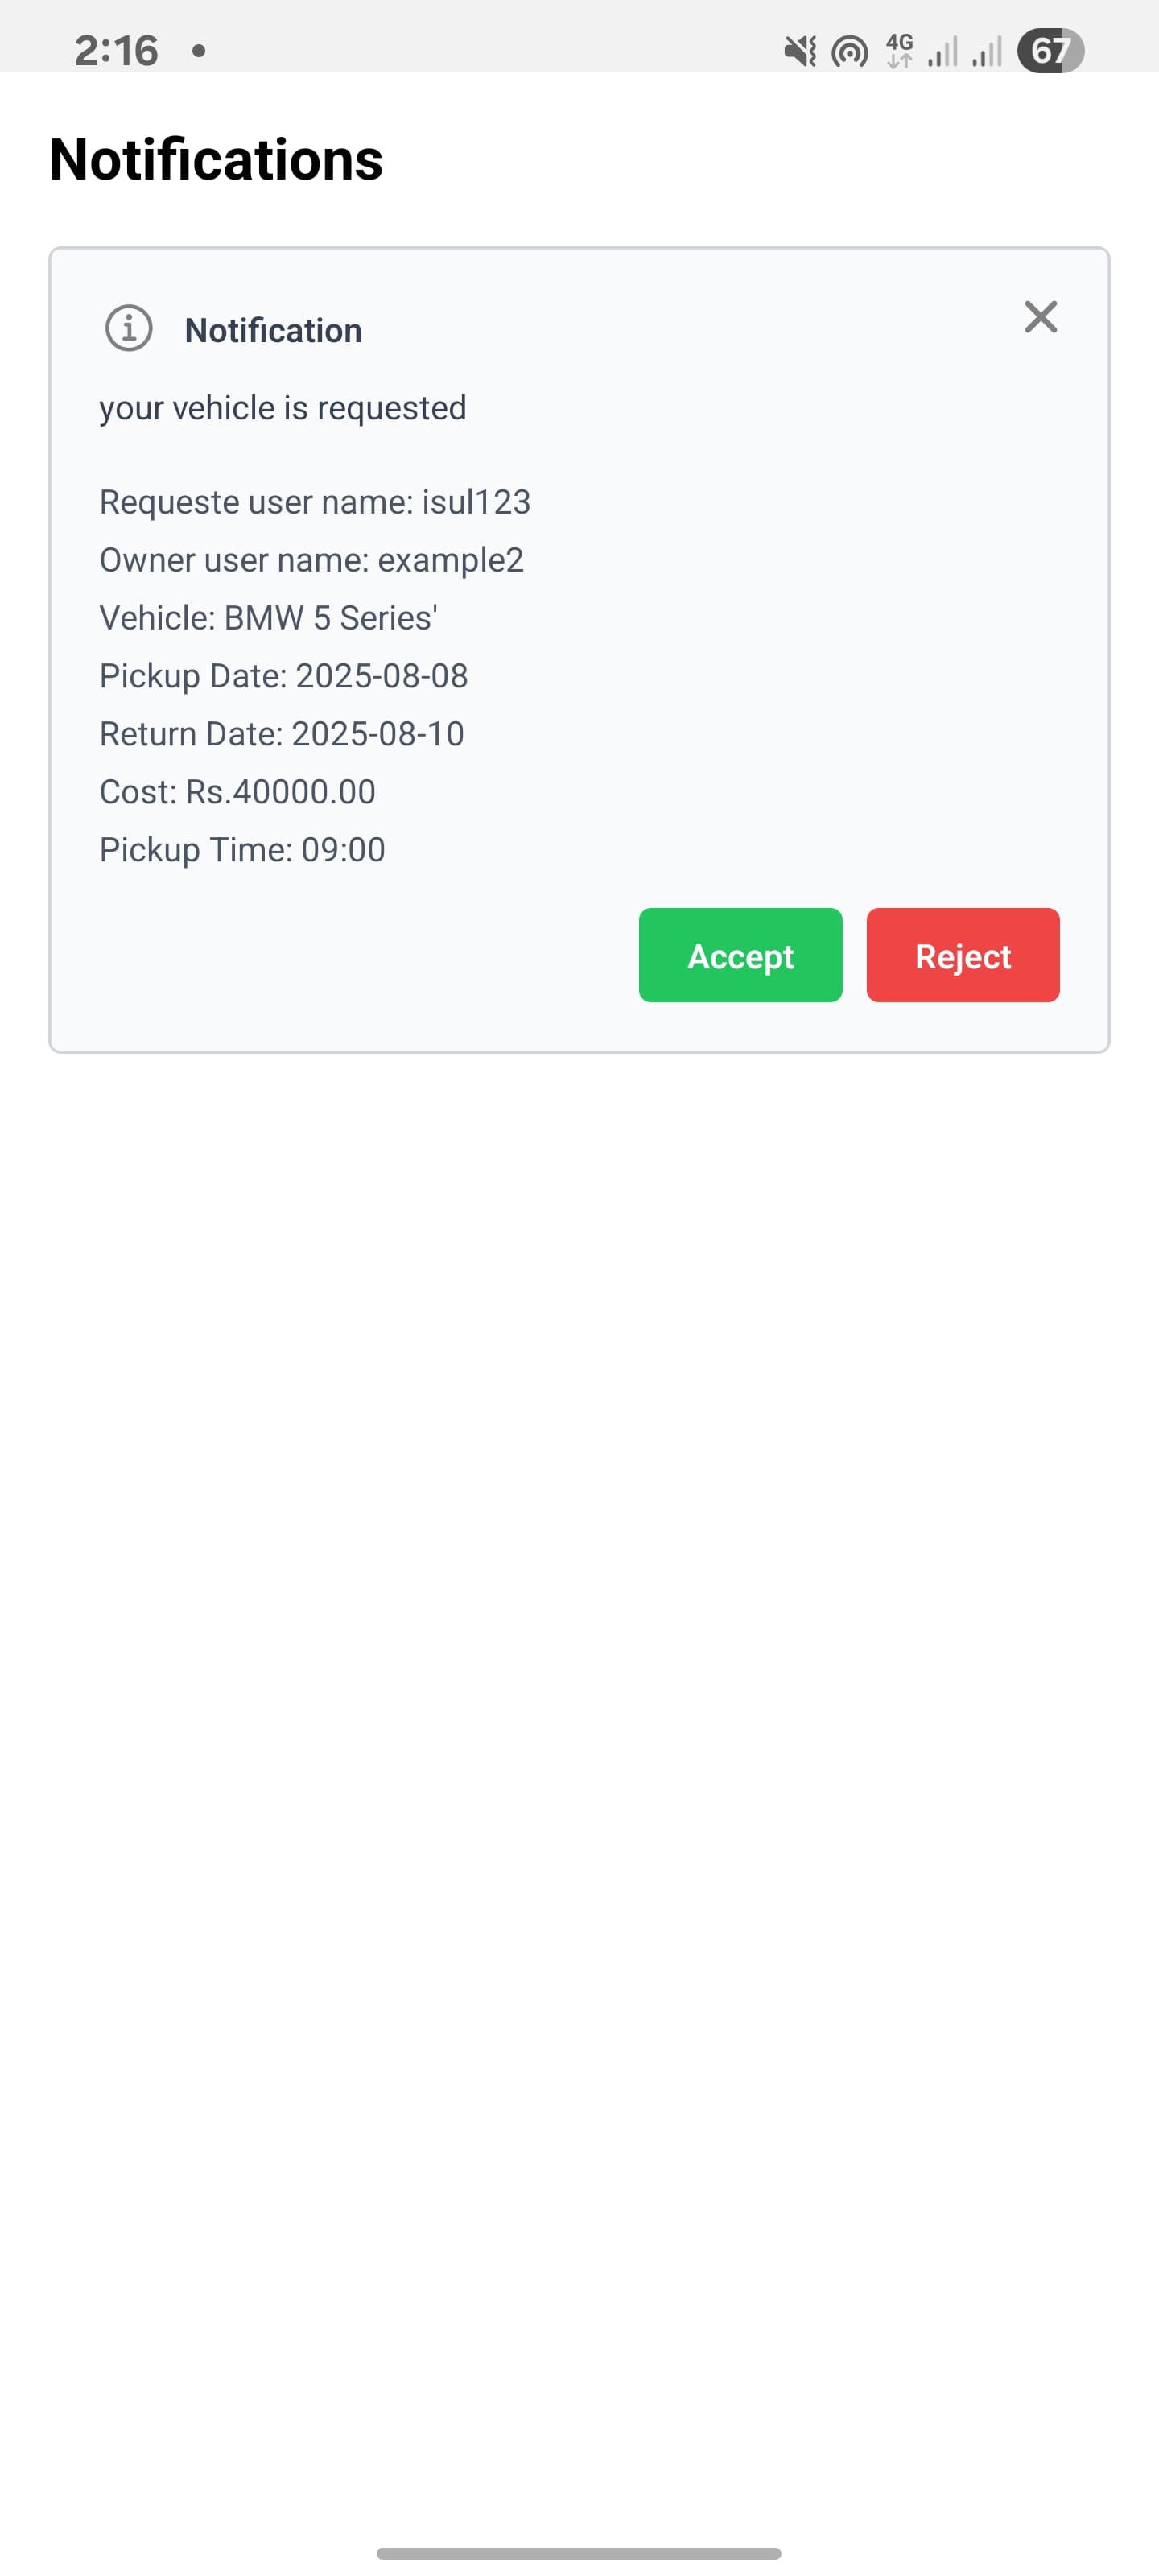 2:16
4G
67
Notifications
Notification
your vehicle is requested
Requeste user name: isul123
Owner user name: example2
Vehicle: BMW 5 Series'
Pickup Date: 2025-08-08
Return Date: 2025-08-10
Cost: Rs.40000.00
Pickup Time: 09:00
Accept Reject